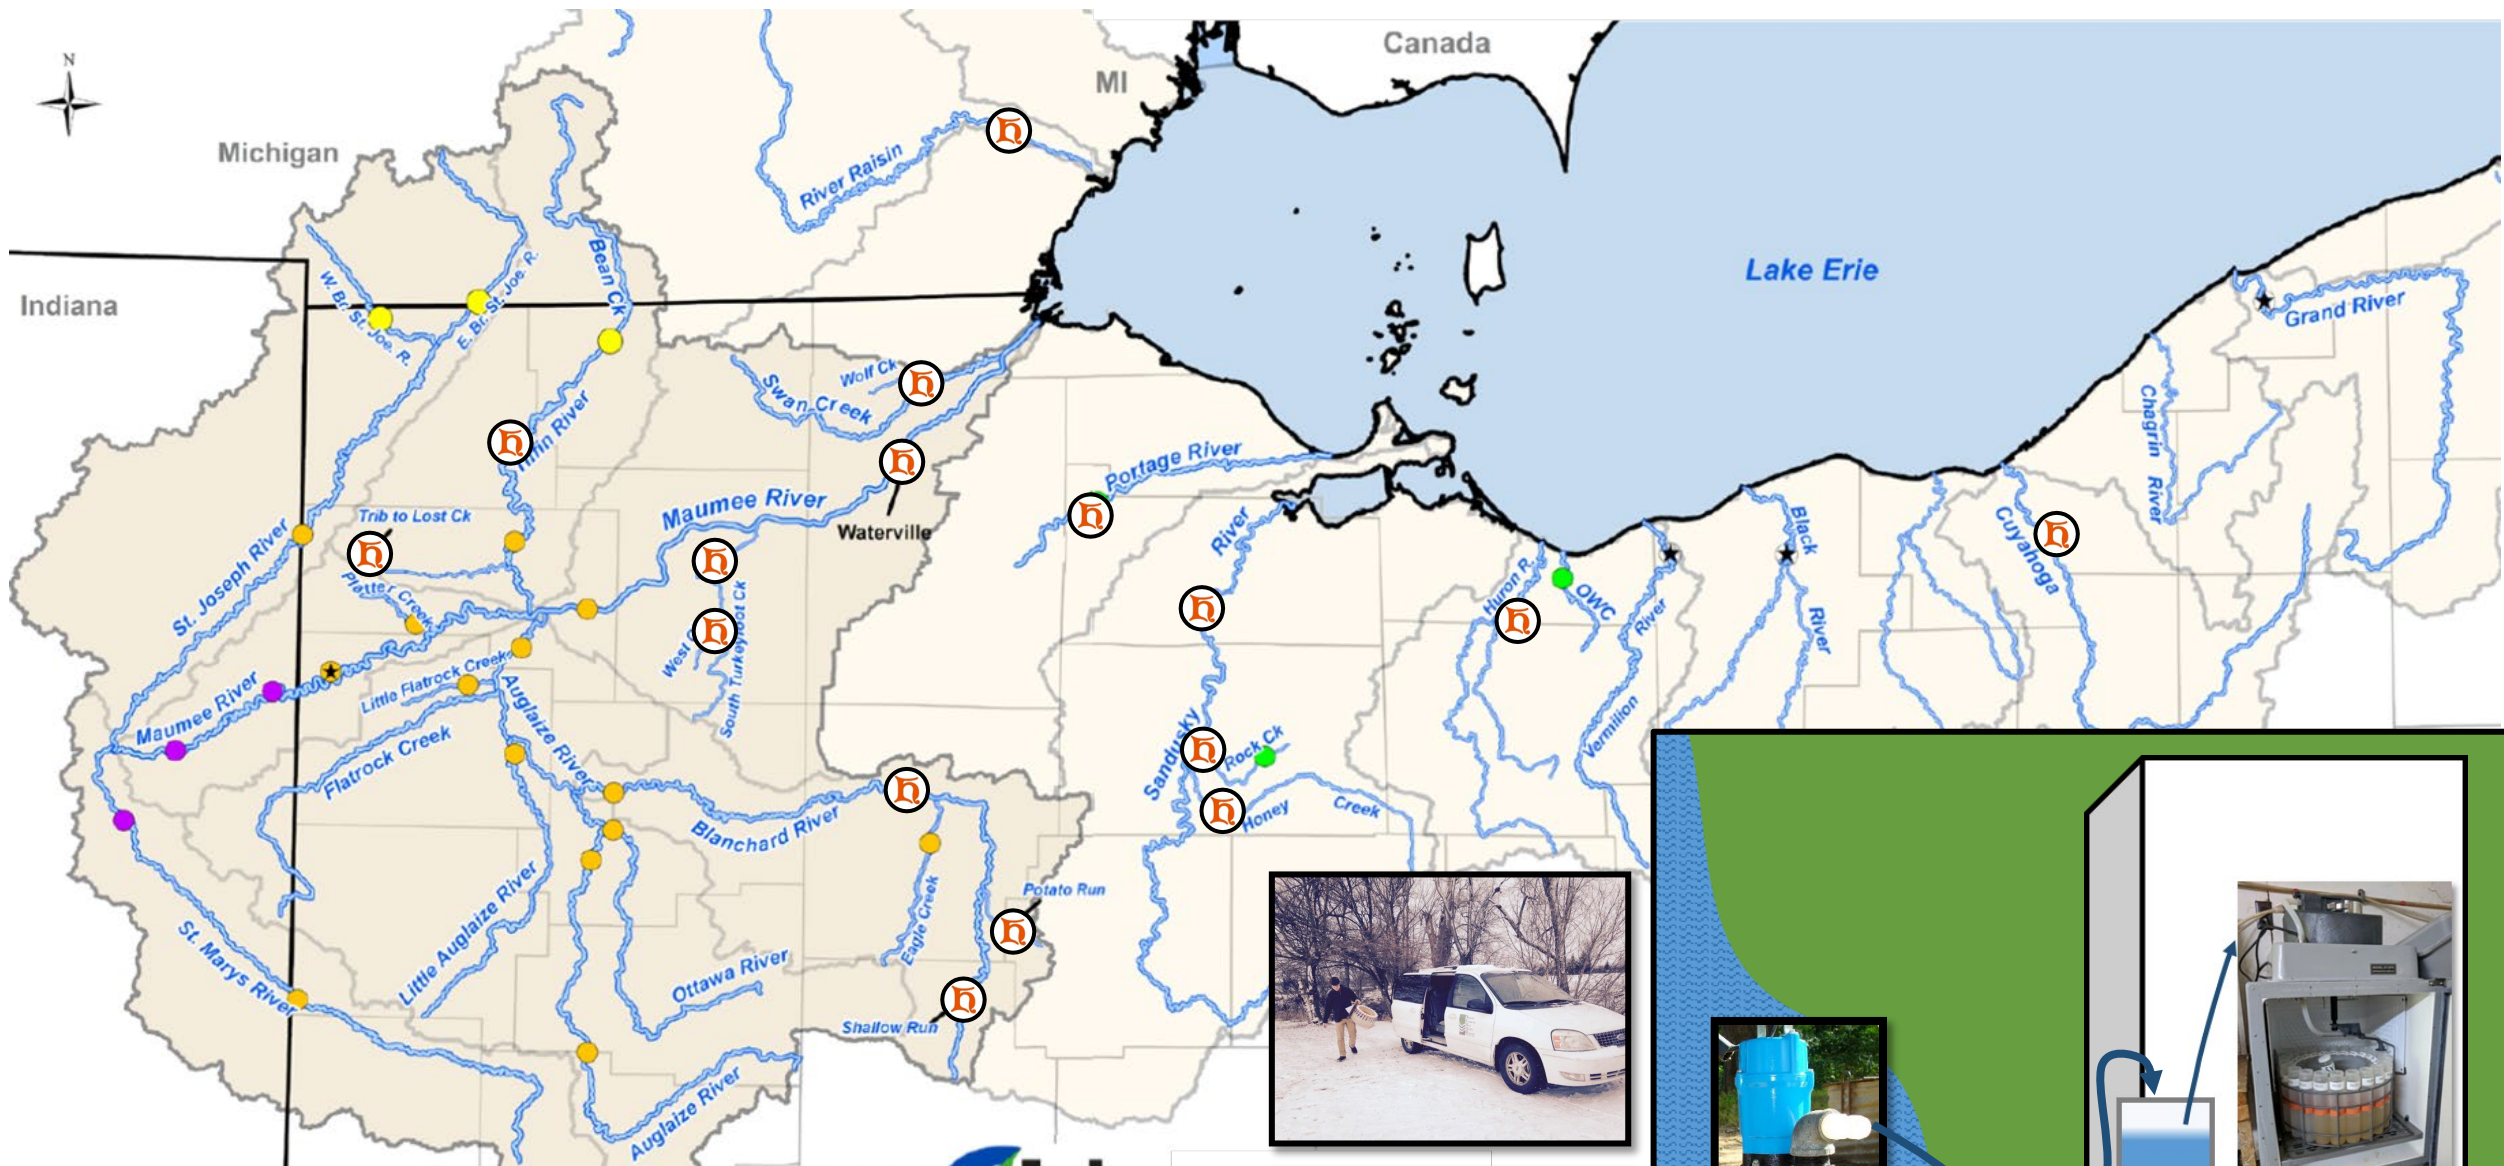 Canada
N
MI
Michigan
River Raisin
Bean Ck
W. Br. St. Joe. R.
E. Br. St. Joe. R.
Indiana
Lake Erie
Grand River
Wolf Ck
Swan Creek
Chagrin River
Tiffin River
Portage River
Maumee River
Trib to Lost Ck
Waterville
River
Black
River
Cuyahoga
St. Joseph River
Platter Creek
Huron R.
OWC
River
Vermilion
West
South Turkeyfoot Ck
Little Flatrock Creek
Maumee River
Auglaize River
Sandusky
Rock Ck
Flatrock Creek
Honey
Creek
Blanchard River
Potato Run
Eagle Creek
Little Auglaize River
St. Marys River
Ottawa River
Shallow Run
Auglaize River